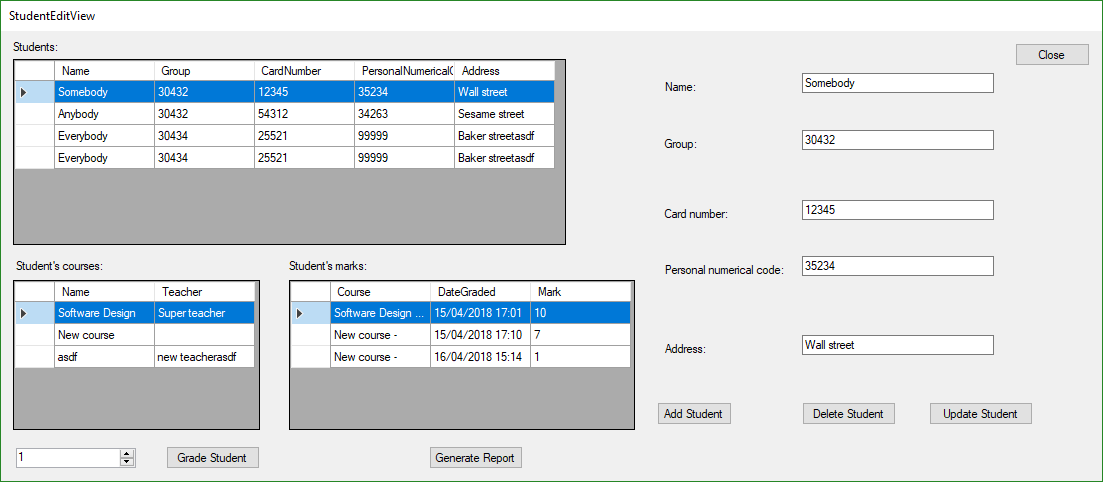 StudentEditView
Students:
Close
Name Group CardNumber PersonalNumericalC Address
Somebody 30432 12345 35234 Wall street
Anybody 30432 54312 34263 Sesame street
Everybody 30434 25521 99999 Baker streetasdf
Everybody 30434 25521 99999 Baker streetasdf
Name: Somebody
Group: 30432
Card number: 12345
Personal numerical code: 35234
Address: Wall street
Student's courses:
Name Teacher
Software Design Super teacher
New course
asdf new teacherasdf
Student's marks:
Course DateGraded Mark
Software Design ... 15/04/2018 17:01 10
New course - 15/04/2018 17:10 7
New course - 16/04/2018 15:14 1
Add Student Delete Student Update Student
1 Grade Student Generate Report